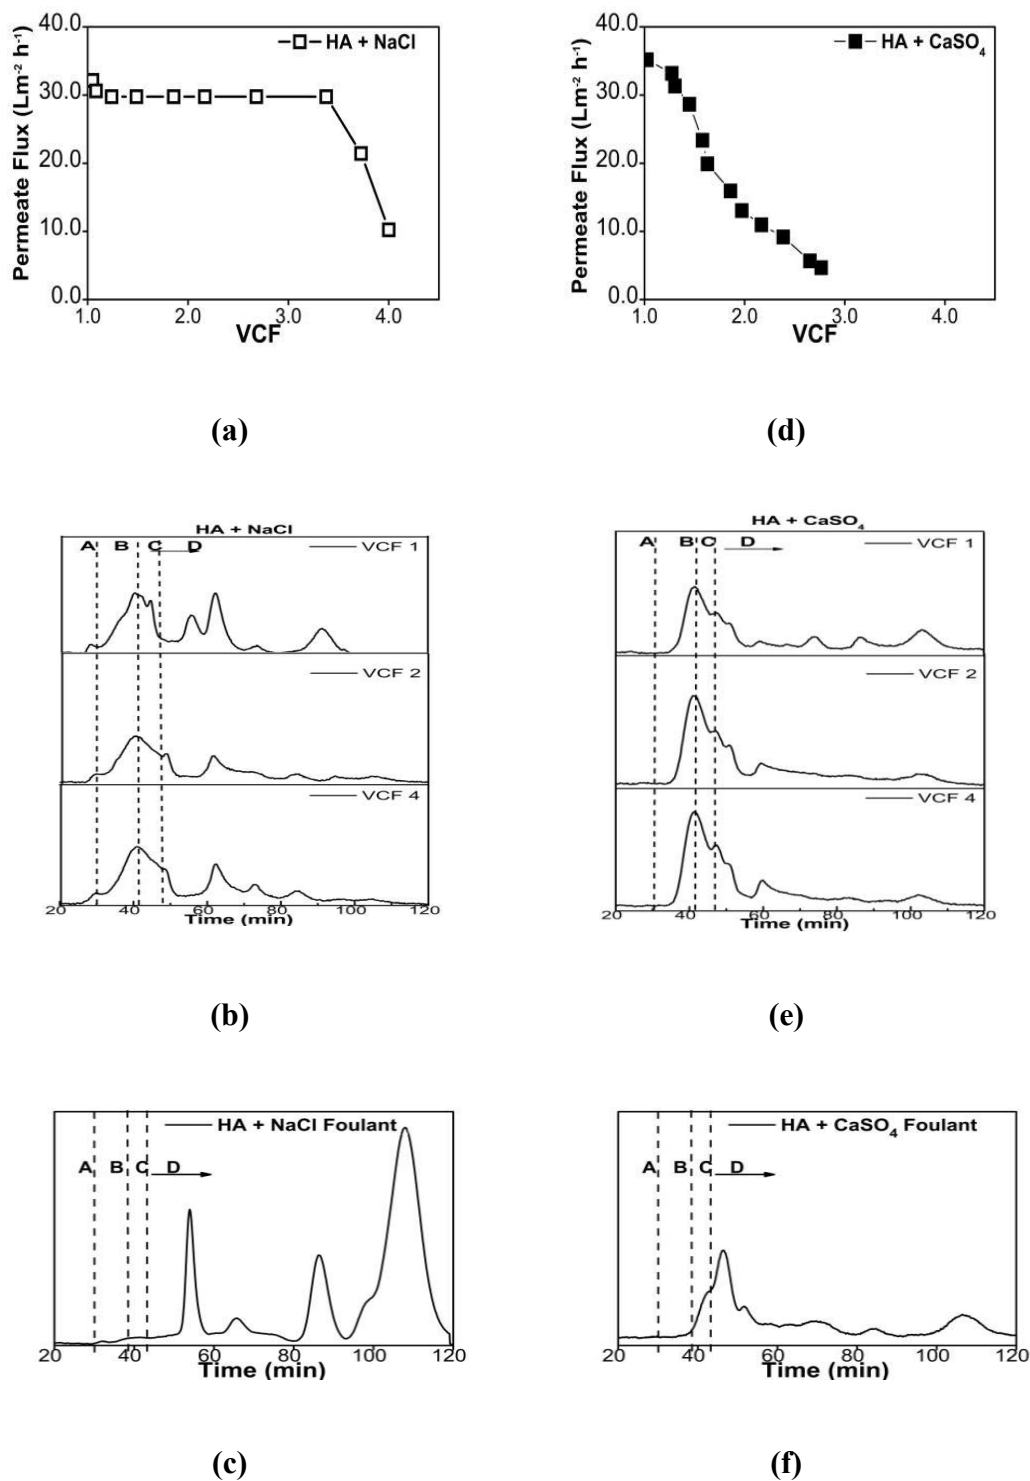 40.0
30.0
20.0
10.0
0.0
Permeate Flux (Lm⁻² h⁻¹)
HA + NaCl
1.0 2.0 3.0 4.0
VCF
(a)
40.0
30.0
20.0
10.0
0.0
Permeate Flux (Lm⁻² h⁻¹)
HA + CaSO₄
1.0 2.0 3.0 4.0
VCF
(d)
HA + NaCl
A B C D
VCF 1
VCF 2
VCF 4
20 40 60 80 100 120
Time (min)
(b)
HA + CaSO₄
A B C D
VCF 1
VCF 2
VCF 4
20 40 60 80 100 120
Time (min)
(e)
HA + NaCl Foulant
A B C D
20 40 60 80 100 120
Time (min)
(c)
HA + CaSO₄ Foulant
A B C D
20 40 60 80 100 120
Time (min)
(f)